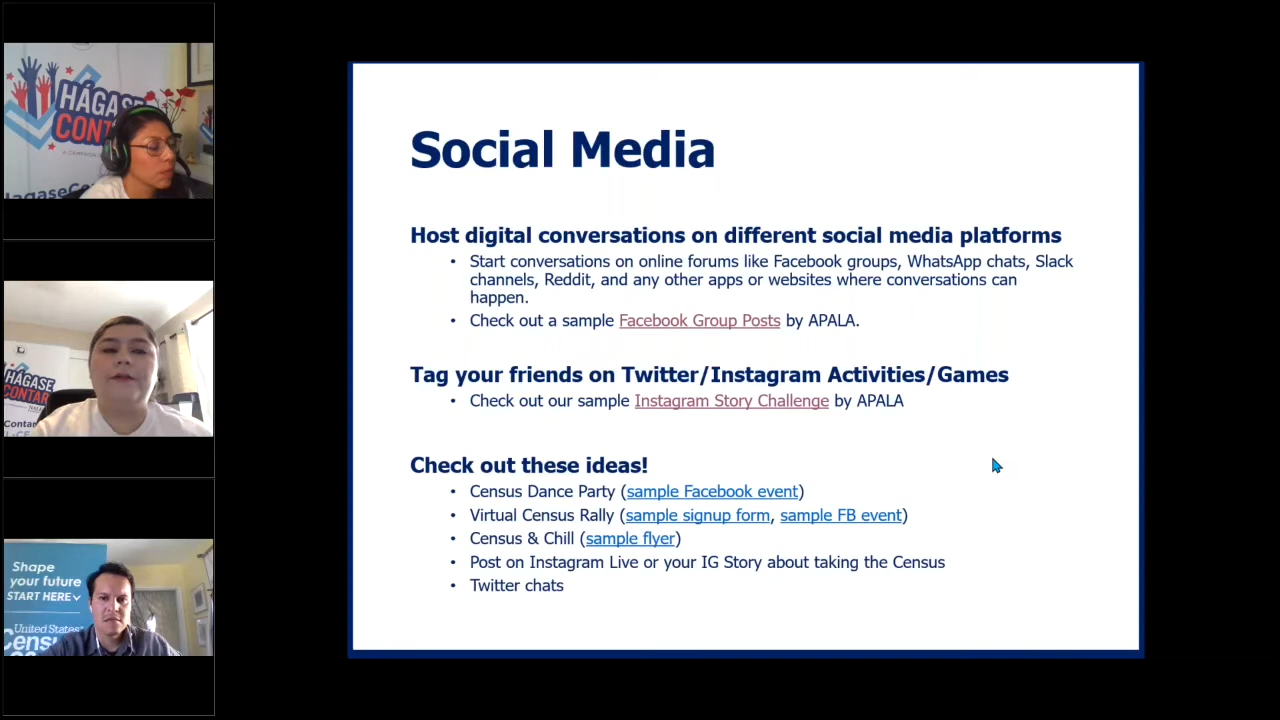 HÁGASE
CONT
A CAMPAIGN
HÁGASE
CONTAR
Contar
Shape
your future
START HERE
United States
Cens
Social Media
Host digital conversations on different social media platforms
• Start conversations on online forums like Facebook groups, WhatsApp chats, Slack
channels, Reddit, and any other apps or websites where conversations can
happen.
• Check out a sample Facebook Group Posts by APALA.
Tag your friends on Twitter/Instagram Activities/Games
• Check out our sample Instagram Story Challenge by APALA
Check out these ideas!
• Census Dance Party (sample Facebook event)
• Virtual Census Rally (sample signup form, sample FB event)
• Census & Chill (sample flyer)
• Post on Instagram Live or your IG Story about taking the Census
• Twitter chats